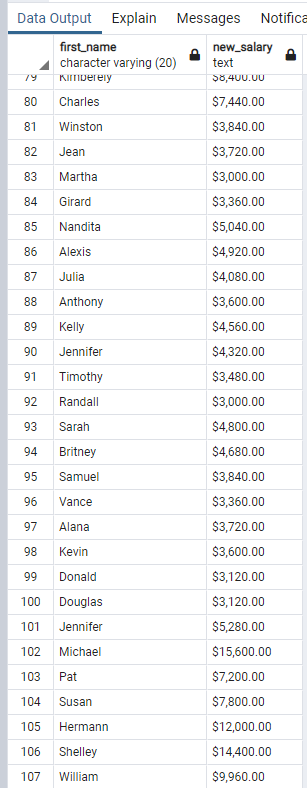 Data Output Explain Messages Notifica
first_name new_salary
character varying (20) text
79 Kimberely $8,400.00
80 Charles $7,440.00
81 Winston $3,840.00
82 Jean $3,720.00
83 Martha $3,000.00
84 Girard $3,360.00
85 Nandita $5,040.00
86 Alexis $4,920.00
87 Julia $4,080.00
88 Anthony $3,600.00
89 Kelly $4,560.00
90 Jennifer $4,320.00
91 Timothy $3,480.00
92 Randall $3,000.00
93 Sarah $4,800.00
94 Britney $4,680.00
95 Samuel $3,840.00
96 Vance $3,360.00
97 Alana $3,720.00
98 Kevin $3,600.00
99 Donald $3,120.00
100 Douglas $3,120.00
101 Jennifer $5,280.00
102 Michael $15,600.00
103 Pat $7,200.00
104 Susan $7,800.00
105 Hermann $12,000.00
106 Shelley $14,400.00
107 William $9,960.00